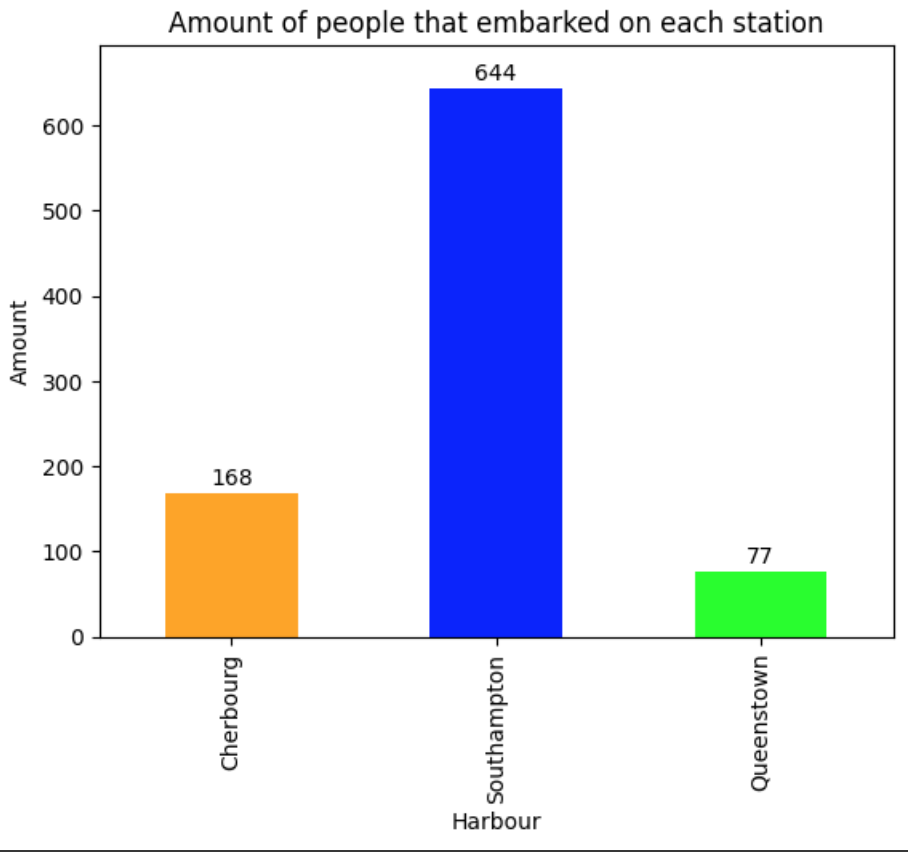 Amount of people that embarked on each station
644
168
77
600
500
400
300
200
100
0
Amount
Cherbourg
Southampton
Queenstown
Harbour